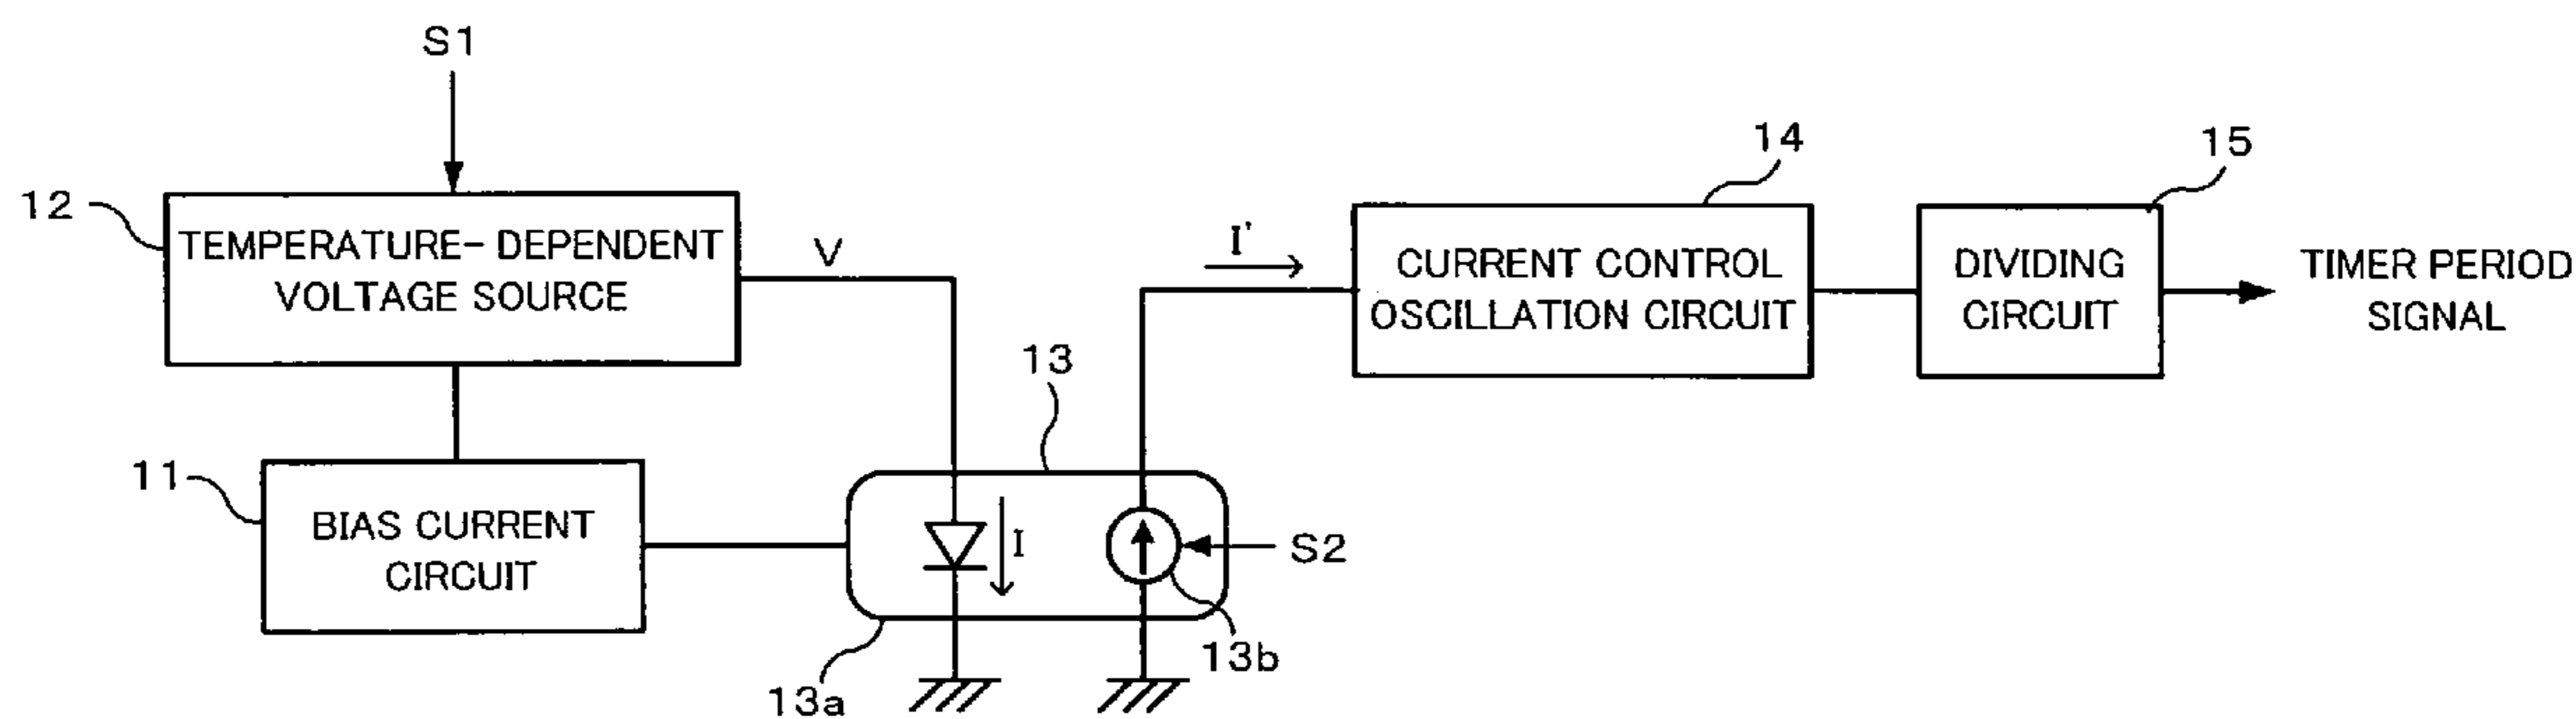 S1
12
TEMPERATURE- DEPENDENT
VOLTAGE SOURCE
V
11
BIAS CURRENT
CIRCUIT
13
I
S2
13a
13b
I'
14
CURRENT CONTROL
OSCILLATION CIRCUIT
15
DIVIDING
CIRCUIT
TIMER PERIOD
SIGNAL